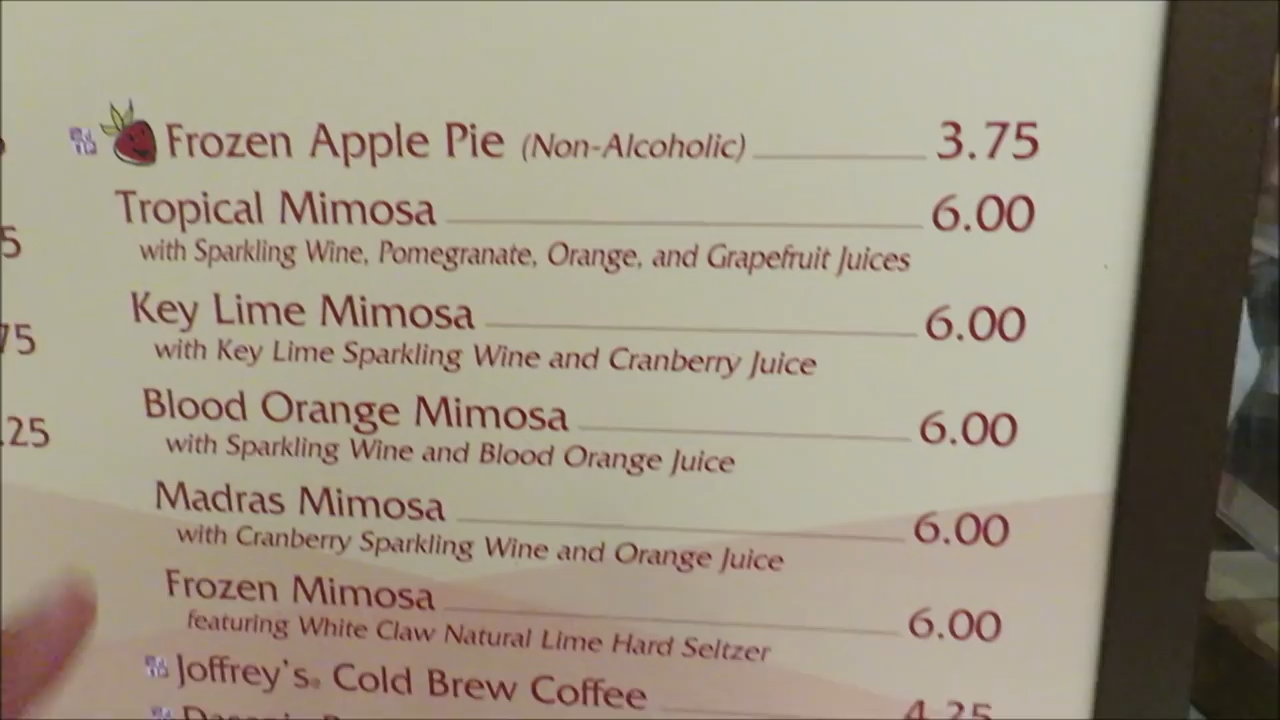 Frozen Apple Pie (Non-Alcoholic) 3.75
Tropical Mimosa 6.00
with Sparkling Wine, Pomegranate, Orange, and Grapefruit Juices
5
Key Lime Mimosa 6.00
with Key Lime Sparkling Wine and Cranberry Juice
75
Blood Orange Mimosa 6.00
with Sparkling Wine and Blood Orange Juice
.25
Madras Mimosa 6.00
with Cranberry Sparkling Wine and Orange Juice
Frozen Mimosa 6.00
featuring White Claw Natural Lime Hard Seltzer
Joffrey's® Cold Brew Coffee 4.25